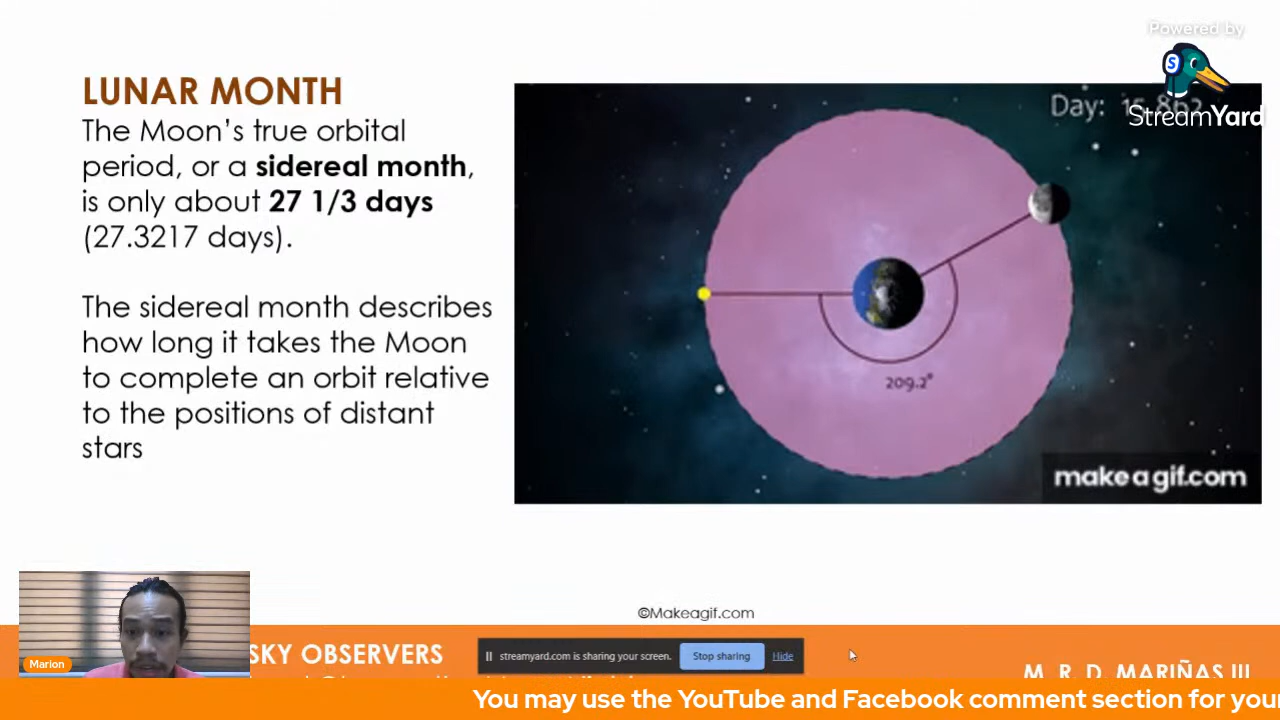 Powered by
StreamYard
LUNAR MONTH
The Moon's true orbital
period, or a sidereal month,
is only about 27 1/3 days
(27.3217 days).
The sidereal month describes
how long it takes the Moon
to complete an orbit relative
to the positions of distant
stars
Day: 15.862
209.2°
makeagif.com
©Makeagif.com
Marion
SKY OBSERVERS
streamyard.com is sharing your screen.
Stop sharing
Hide
M. R. D. MARIÑAS III
You may use the YouTube and Facebook comment section for your